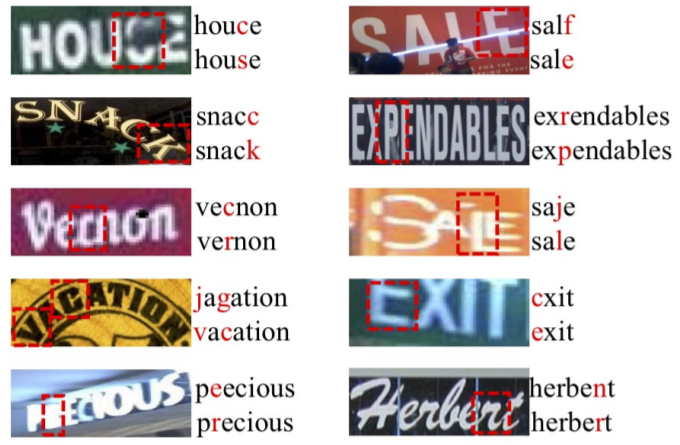 HOUSE
houce
house
SALE
salf
sale
SNACK
snacc
snack
EXPENDABLES
exrendables
expendables
Vernon
vecnon
vernon
SALE
saje
sale
VACATION
jagation
vacation
EXIT
cxit
exit
PRECIOUS
peecious
precious
Herbert
herbent
herbert